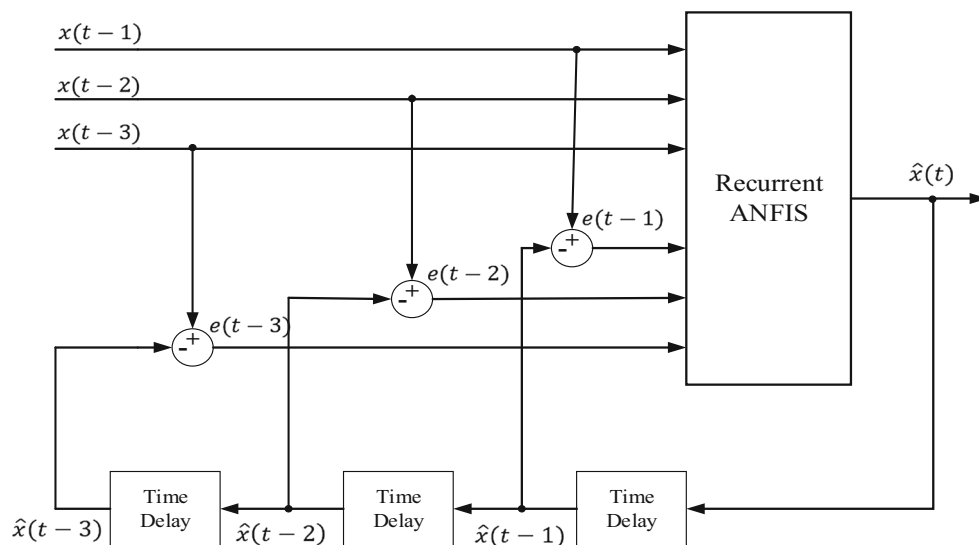 x(t−1)
x(t−2)
x(t−3)
Recurrent
ANFIS
x̂(t)
e(t−1)
- +
e(t−2)
- +
e(t−3)
- +
Time
Delay
Time
Delay
Time
Delay
x̂(t−3)
x̂(t−2)
x̂(t−1)